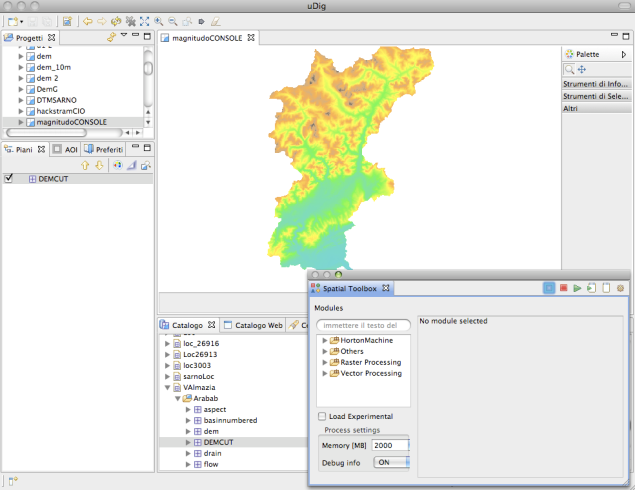 uDig
Progetti
dem
dem_10m
dem 2
DemG
DTMSARNO
hackstramCIO
magnitudoCONSOLE
Piani
AOI
Preferiti
DEMCUT
magnitudoCONSOLE
Palette
Strumenti di Info...
Strumenti di Sele...
Altri
Catalogo
Catalogo Web
loc_26916
Loc26913
loc3003
sarnoLoc
VAlmazia
Arabab
aspect
basinnumbered
dem
DEMCUT
drain
flow
Spatial Toolbox
Modules
immettere il testo del
HortonMachine
Others
Raster Processing
Vector Processing
Load Experimental
Process settings
Memory [MB] 2000
Debug info ON
No module selected